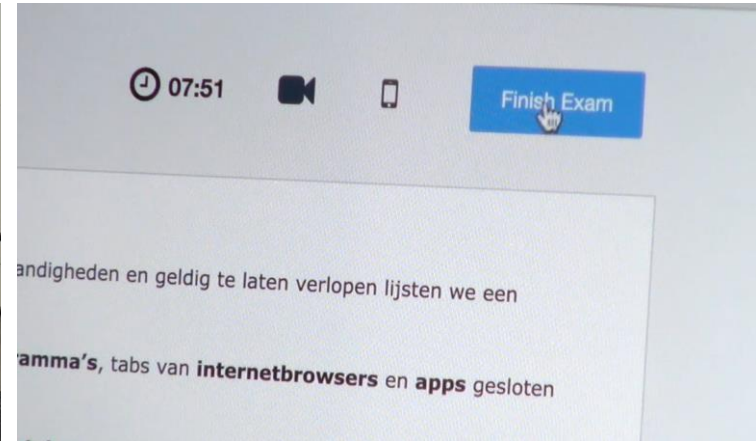 07:51
Finish Exam
andigheden en geldig te laten verlopen lijsten we een
amma's, tabs van internetbrowsers en apps gesloten